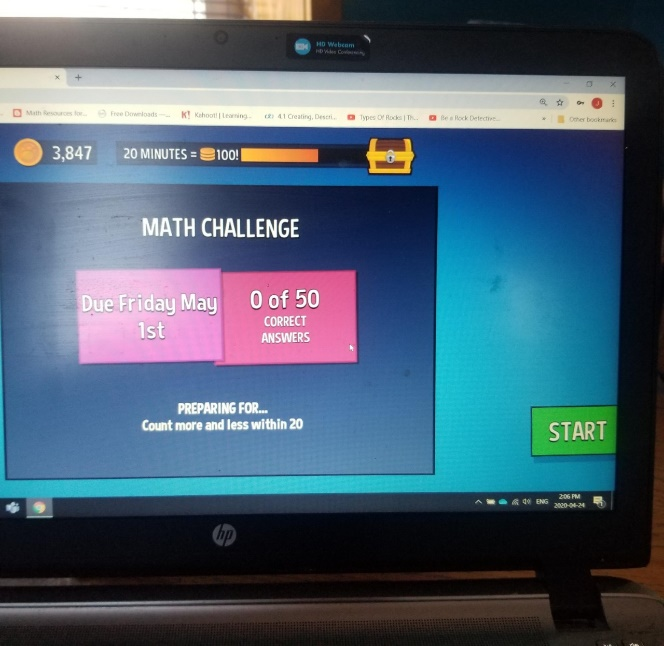 HD Webcam
HD Video Conferencing
Math Resources for...
Free Downloads —...
K! Kahoot! | Learning...
4.1 Creating, Descri...
Types Of Rocks | Th...
Be a Rock Detective...
»
Other bookmarks
3,847
20 MINUTES = 100!
MATH CHALLENGE
Due Friday May
1st
0 of 50
CORRECT
ANSWERS
PREPARING FOR...
Count more and less within 20
START
ENG
2:06 PM
2020-04-24
hp